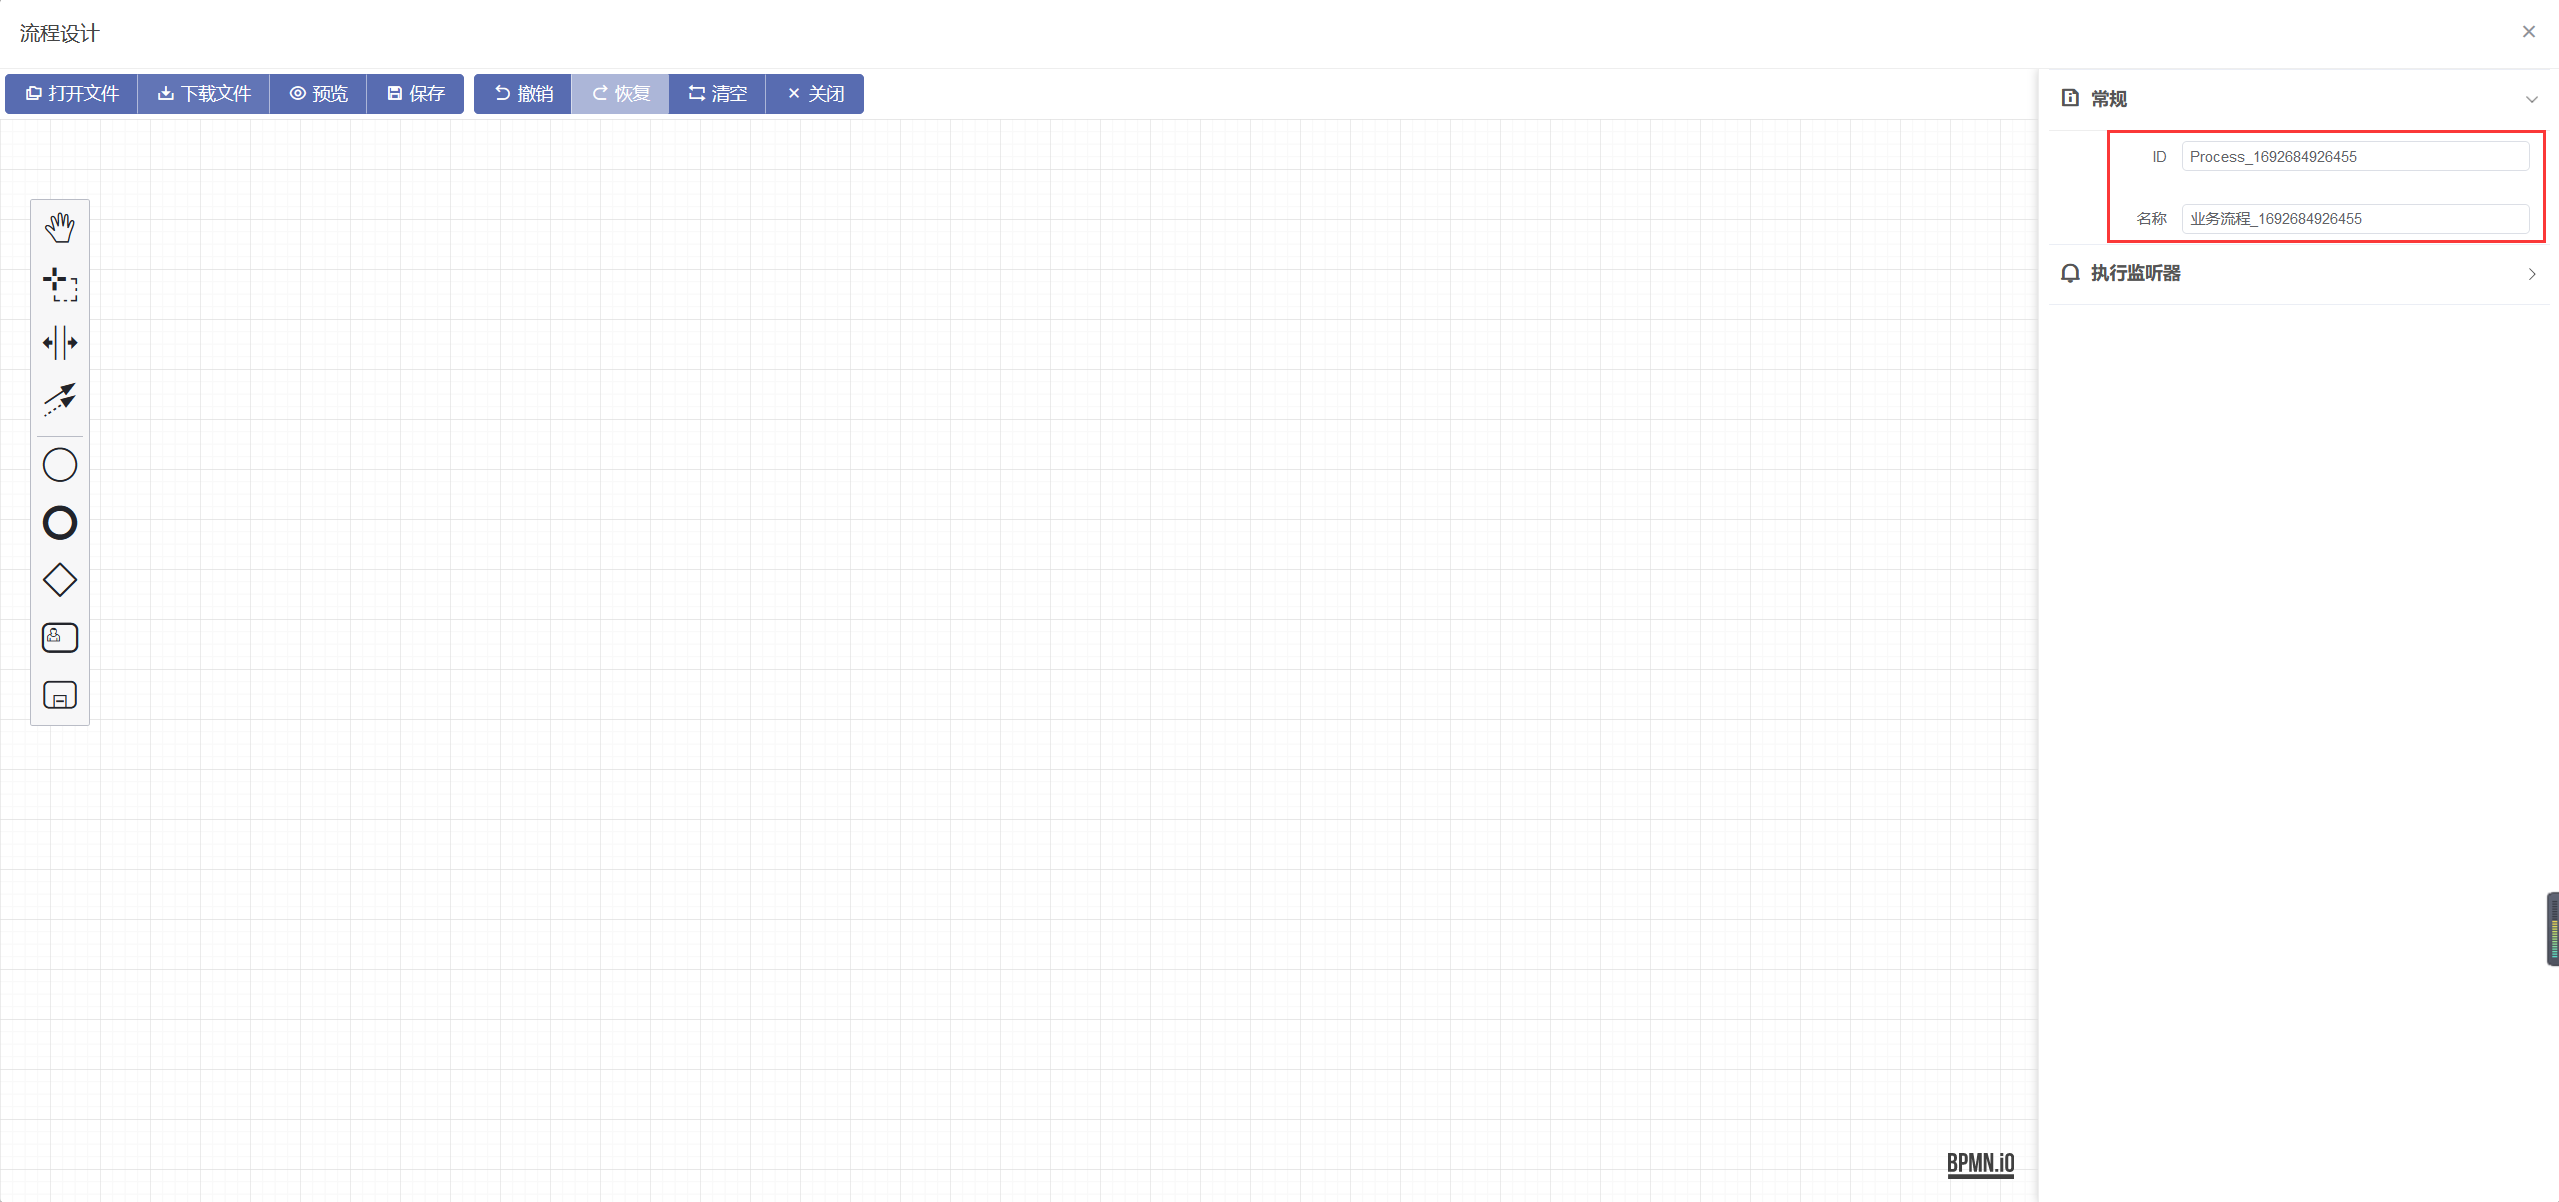 流程设计
打开文件 下载文件 预览 保存 撤销 恢复 清空 关闭
常规
ID Process_1692684926455
名称 业务流程_1692684926455
执行监听器
BPMN.iO